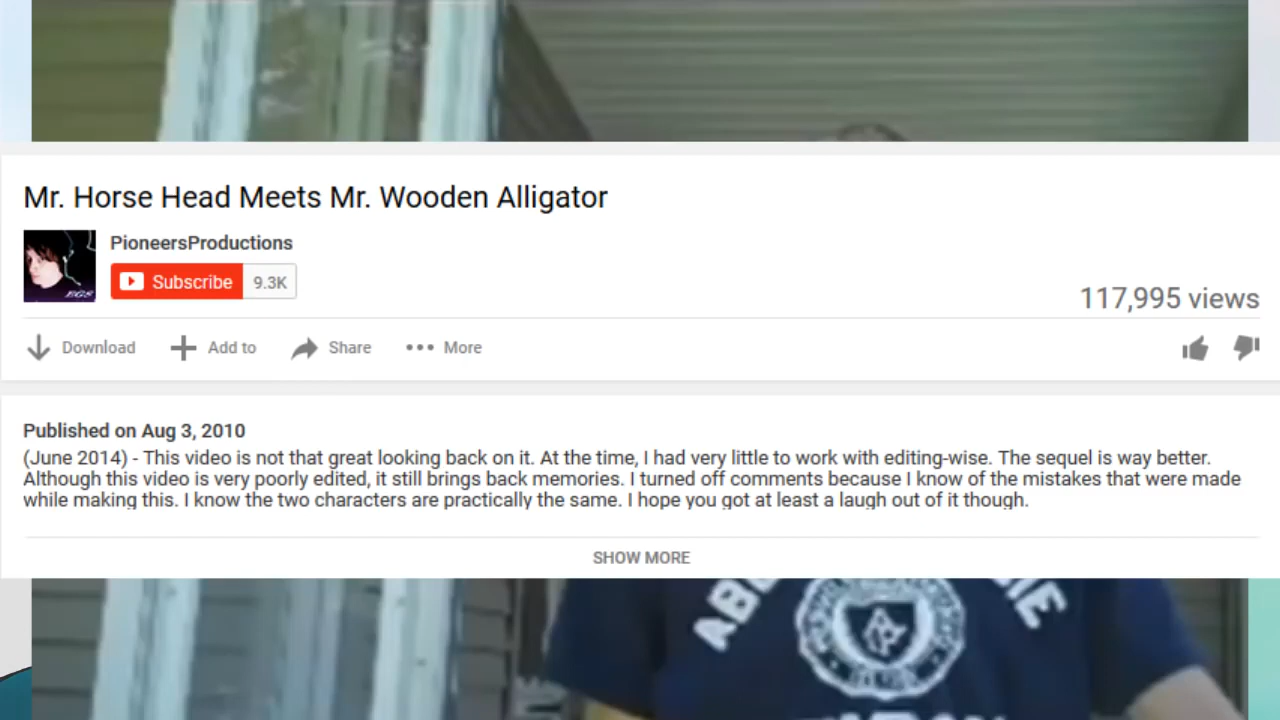 Mr. Horse Head Meets Mr. Wooden Alligator
PioneersProductions
Subscribe 9.3K
117,995 views
Download Add to Share More
Published on Aug 3, 2010
(June 2014) - This video is not that great looking back on it. At the time, I had very little to work with editing-wise. The sequel is way better.
Although this video is very poorly edited, it still brings back memories. I turned off comments because I know of the mistakes that were made
while making this. I know the two characters are practically the same. I hope you got at least a laugh out of it though.
SHOW MORE